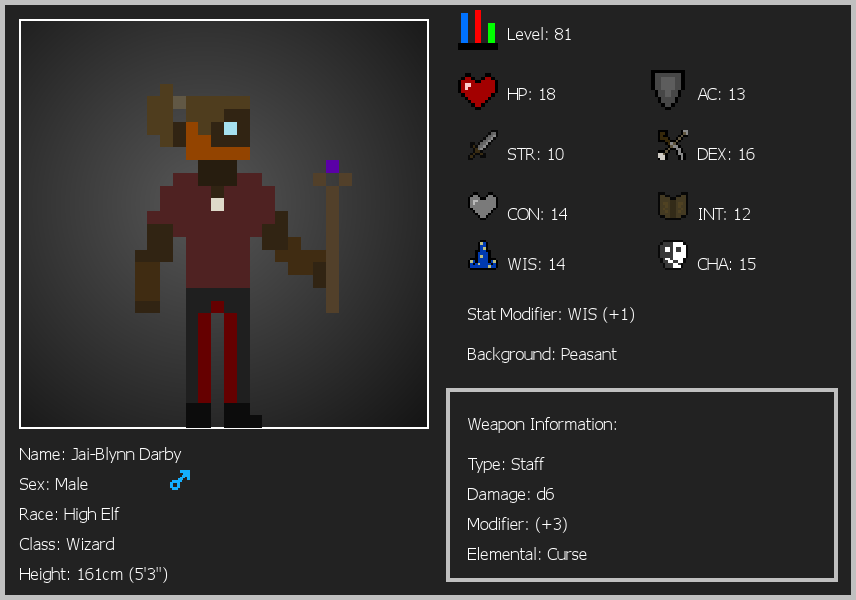 Level: 81
HP: 18
AC: 13
STR: 10
DEX: 16
CON: 14
INT: 12
WIS: 14
CHA: 15
Stat Modifier: WIS (+1)
Background: Peasant
Weapon Information:
Type: Staff
Damage: d6
Modifier: (+3)
Elemental: Curse
Name: Jai-Blynn Darby
Sex: Male
Race: High Elf
Class: Wizard
Height: 161cm (5'3")